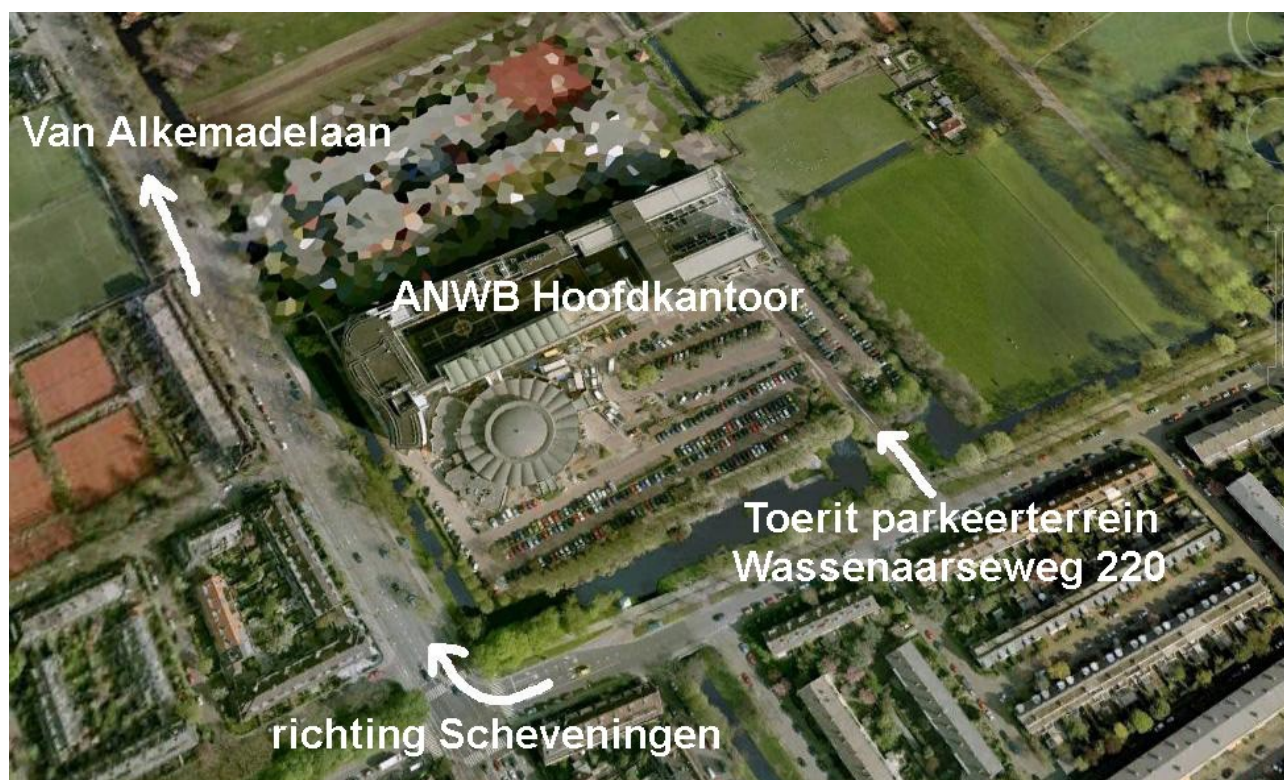 Van Alkemadelaan
ANWB Hoofdkantoor
Toerit parkeerterrein
Wassenaarseweg 220
richting Scheveningen